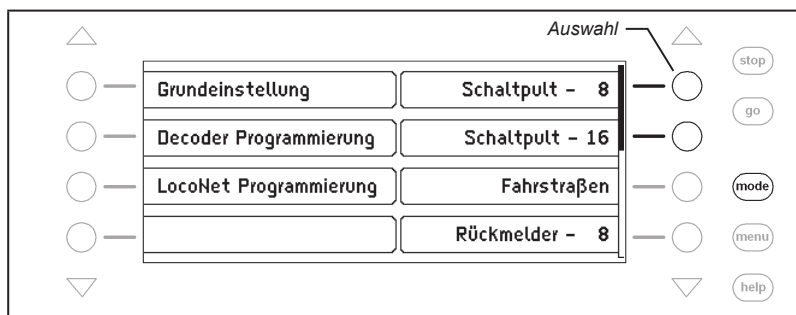 Auswahl
stop
Grundeinstellung
Schaltpult - 8
go
Decoder Programmierung
Schaltpult - 16
LocoNet Programmierung
Fahrstraßen
mode
Rückmelder - 8
menu
help